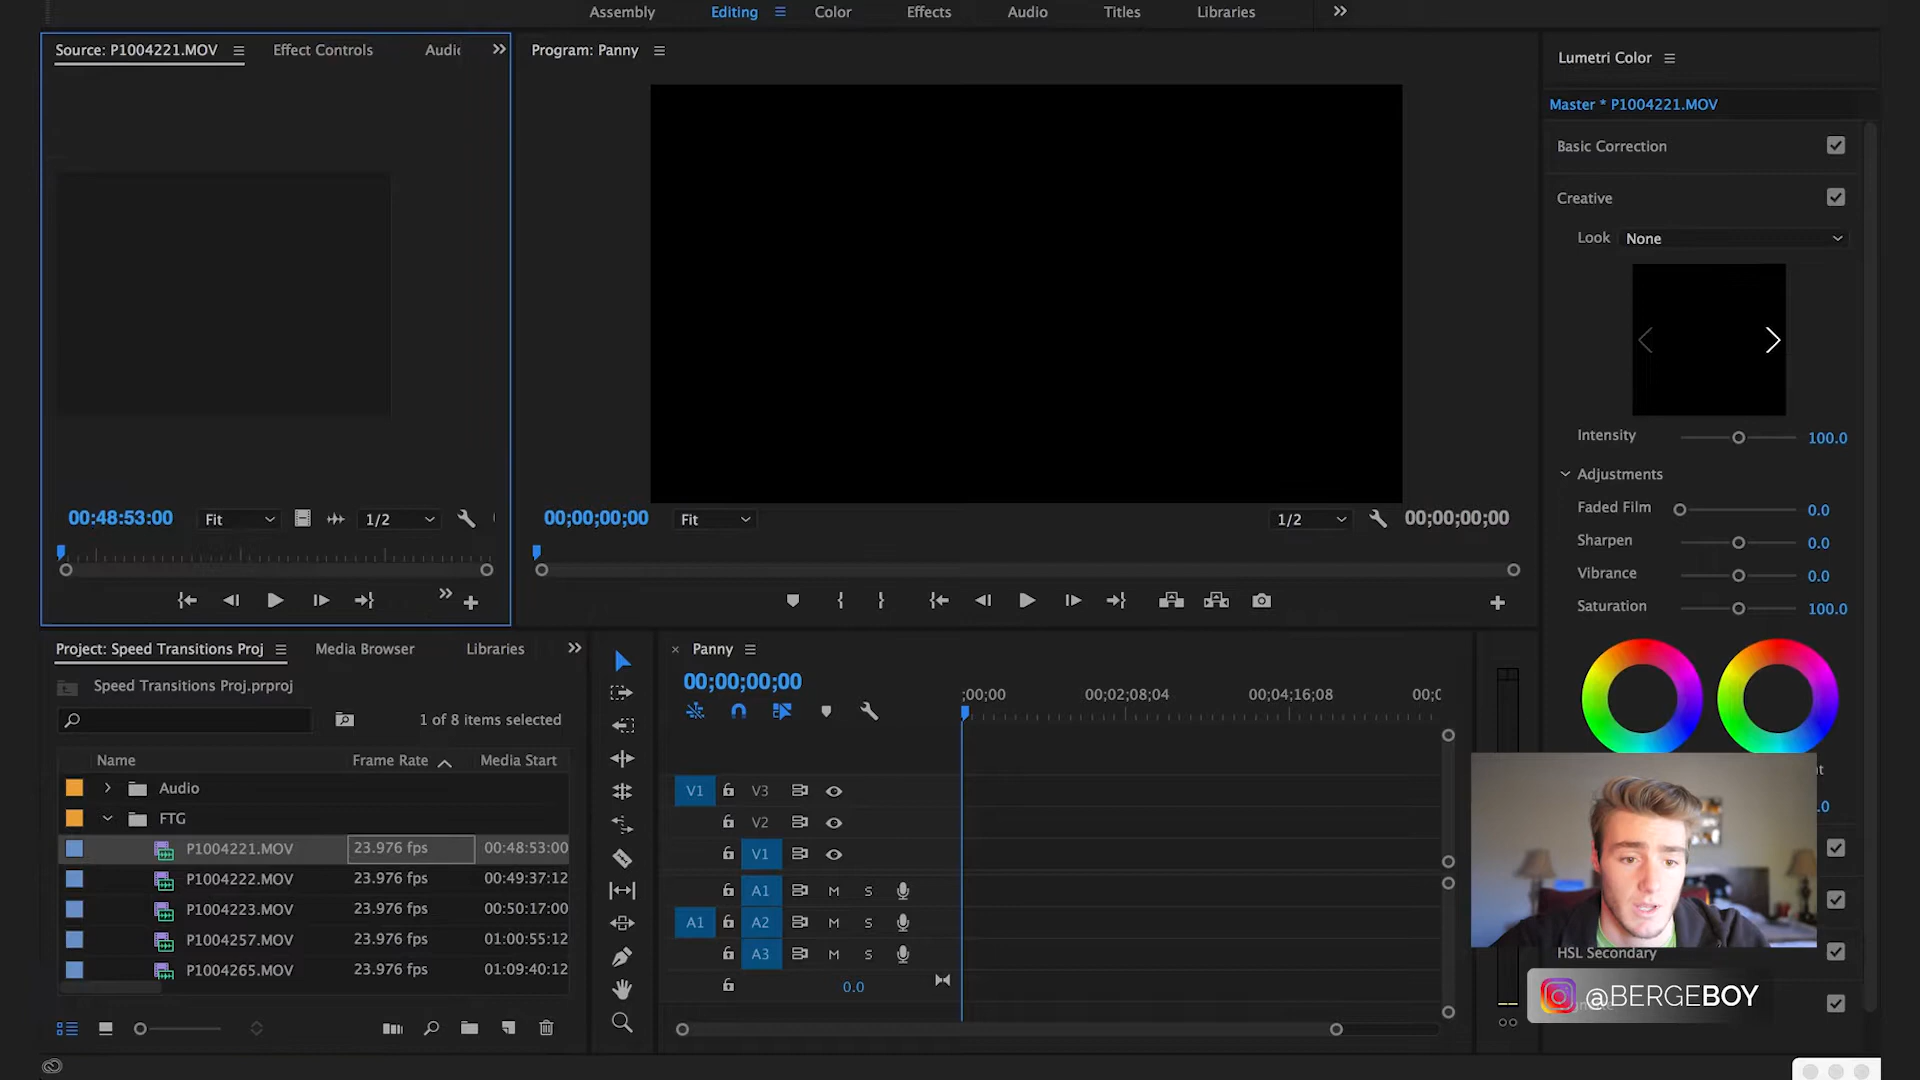 Assembly
Editing
Color
Effects
Audio
Titles
Libraries
Source: P1004221.MOV
Effect Controls
Program: Panny
Lumetri Color
Master * P1004221.MOV
Basic Correction
Creative
Look
None
Intensity
100.0
Adjustments
Faded Film
0.0
Sharpen
0.0
Vibrance
0.0
Saturation
100.0
00:48:53:00
Fit
1/2
00;00;00;00
Fit
1/2
00;00;00;00
Project: Speed Transitions Proj
Media Browser
Libraries
Speed Transitions Proj.prproj
1 of 8 items selected
Name
Frame Rate
Media Start
Audio
FTG
P1004221.MOV
23.976 fps
00:48:53:00
P1004222.MOV
23.976 fps
00:49:37:12
P1004223.MOV
23.976 fps
00:50:17:00
P1004257.MOV
23.976 fps
01:00:55:12
P1004265.MOV
23.976 fps
01:09:40:12
Panny
00;00;00;00
;00;00
00;02;08;04
00;04;16;08
V1
V3
V2
V1
A1
M
S
A1
A2
M
S
A3
M
S
0.0
HSL Secondary
@BERGEBOY